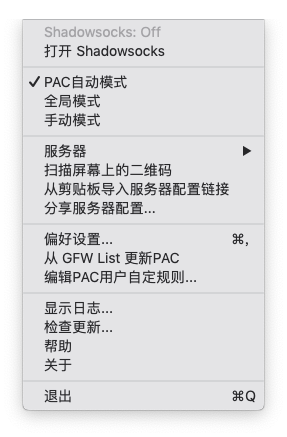 Shadowsocks: Off
打开 Shadowsocks
✓ PAC自动模式
全局模式
手动模式
服务器 ▶
扫描屏幕上的二维码
从剪贴板导入服务器配置链接
分享服务器配置...
偏好设置... ⌘,
从 GFW List 更新PAC
编辑PAC用户自定规则...
显示日志...
检查更新...
帮助
关于
退出 ⌘Q